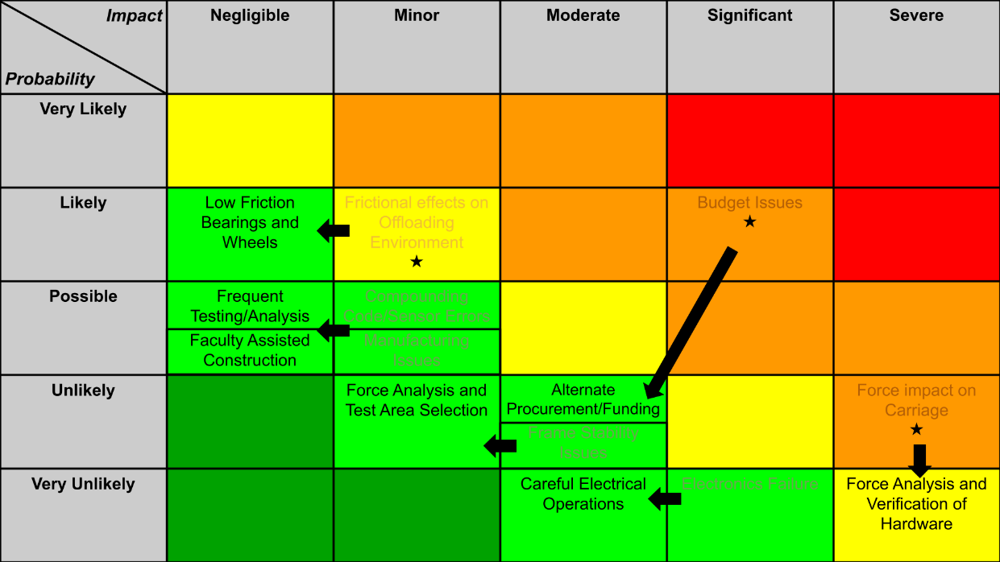 Impact
Probability
Negligible
Minor
Moderate
Significant
Severe
Very Likely
Likely
Low Friction
Bearings and
Wheels
Frictional effects on
Offloading
Environment
★
Budget Issues
★
Possible
Frequent
Testing/Analysis
Compounding
Code/Sensor Errors
Faculty Assisted
Construction
Manufacturing
Issues
Unlikely
Force Analysis and
Test Area Selection
Alternate
Procurement/Funding
Frame Stability
Issues
Force impact on
Carriage
★
Very Unlikely
Careful Electrical
Operations
Electronics Failure
Force Analysis and
Verification of
Hardware